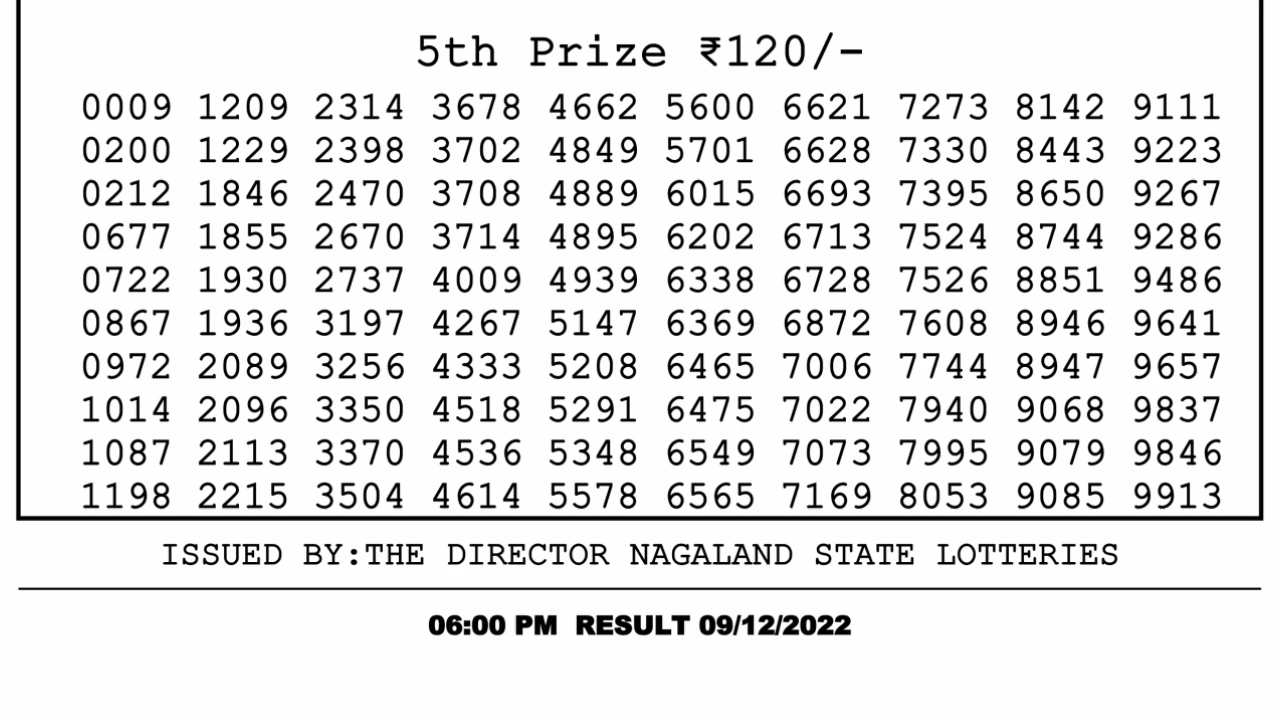 5th Prize ₹120/-
0009 1209 2314 3678 4662 5600 6621 7273 8142 9111
0200 1229 2398 3702 4849 5701 6628 7330 8443 9223
0212 1846 2470 3708 4889 6015 6693 7395 8650 9267
0677 1855 2670 3714 4895 6202 6713 7524 8744 9286
0722 1930 2737 4009 4939 6338 6728 7526 8851 9486
0867 1936 3197 4267 5147 6369 6872 7608 8946 9641
0972 2089 3256 4333 5208 6465 7006 7744 8947 9657
1014 2096 3350 4518 5291 6475 7022 7940 9068 9837
1087 2113 3370 4536 5348 6549 7073 7995 9079 9846
1198 2215 3504 4614 5578 6565 7169 8053 9085 9913
ISSUED BY:THE DIRECTOR NAGALAND STATE LOTTERIES
06:00 PM RESULT 09/12/2022